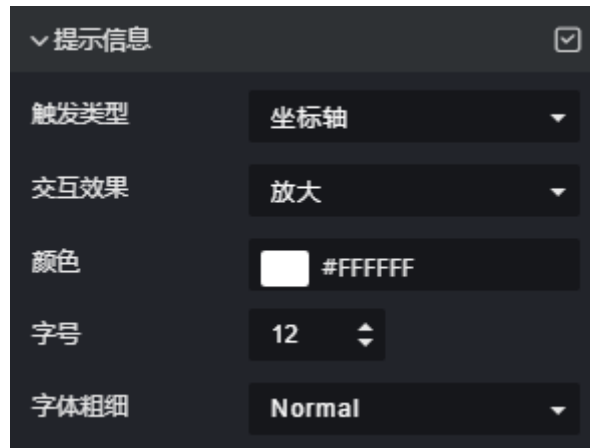 提示信息
触发类型 坐标轴
交互效果 放大
颜色 #FFFFFF
字号 12
字体粗细 Normal